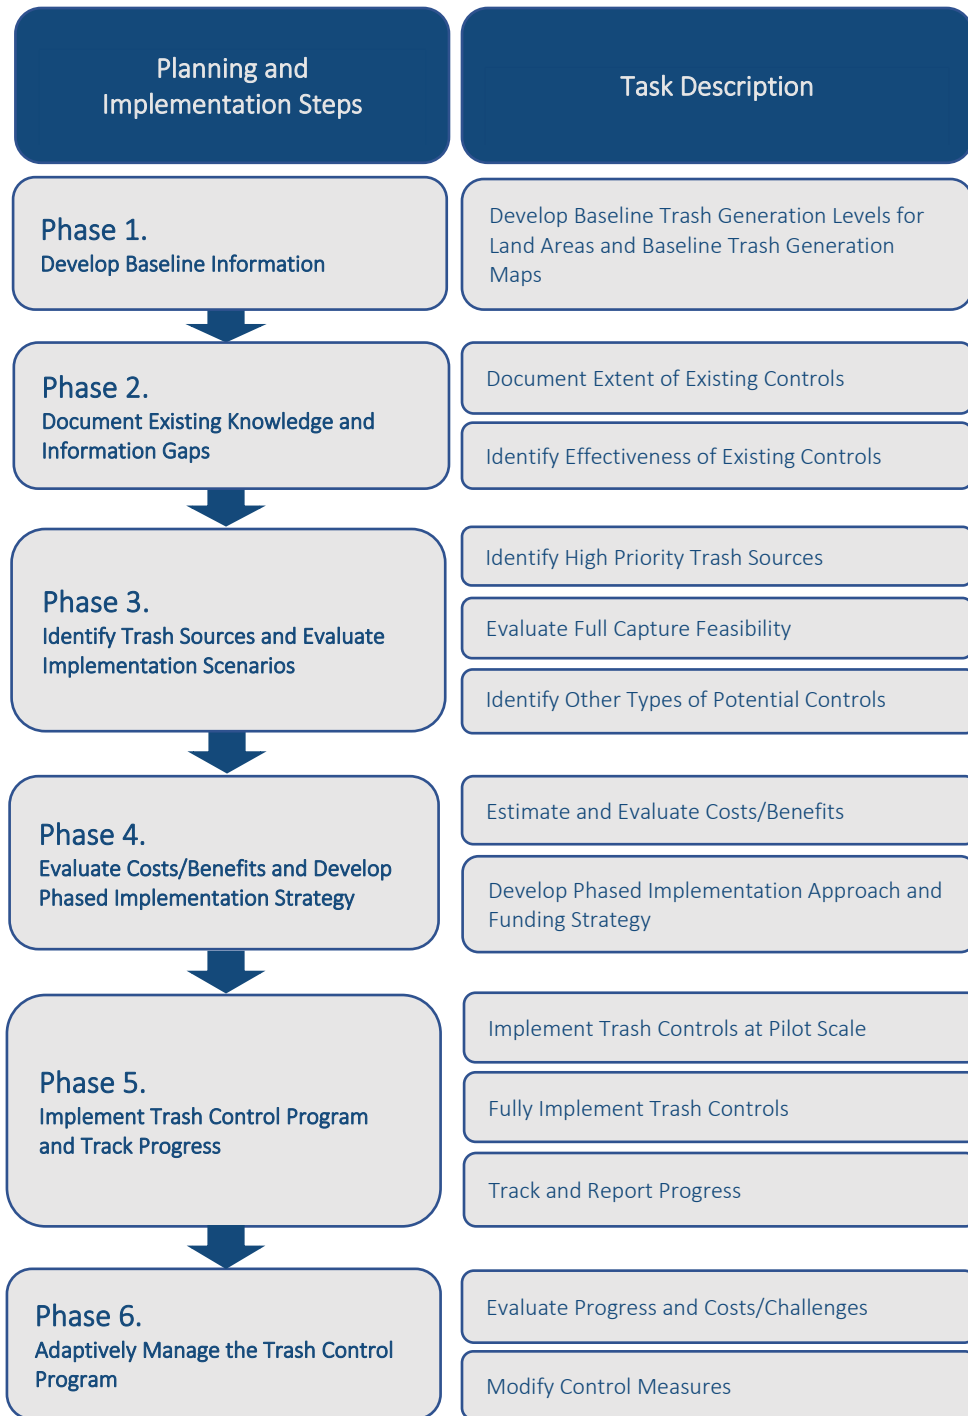 Planning and
Implementation Steps
Task Description
Phase 1.
Develop Baseline Information
Develop Baseline Trash Generation Levels for
Land Areas and Baseline Trash Generation
Maps
Phase 2.
Document Existing Knowledge and
Information Gaps
Document Extent of Existing Controls
Identify Effectiveness of Existing Controls
Phase 3.
Identify Trash Sources and Evaluate
Implementation Scenarios
Identify High Priority Trash Sources
Evaluate Full Capture Feasibility
Identify Other Types of Potential Controls
Phase 4.
Evaluate Costs/Benefits and Develop
Phased Implementation Strategy
Estimate and Evaluate Costs/Benefits
Develop Phased Implementation Approach and
Funding Strategy
Phase 5.
Implement Trash Control Program
and Track Progress
Implement Trash Controls at Pilot Scale
Fully Implement Trash Controls
Track and Report Progress
Phase 6.
Adaptively Manage the Trash Control
Program
Evaluate Progress and Costs/Challenges
Modify Control Measures